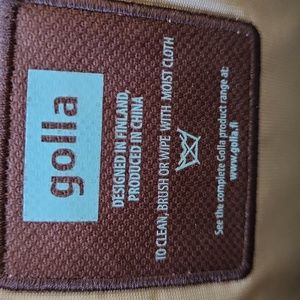 golla
DESIGNED IN FINLAND,
PRODUCED IN CHINA
TO CLEAN, BRUSH OR WIPE WITH MOIST CLOTH
See the complete Golla product range at:
www.golla.fi